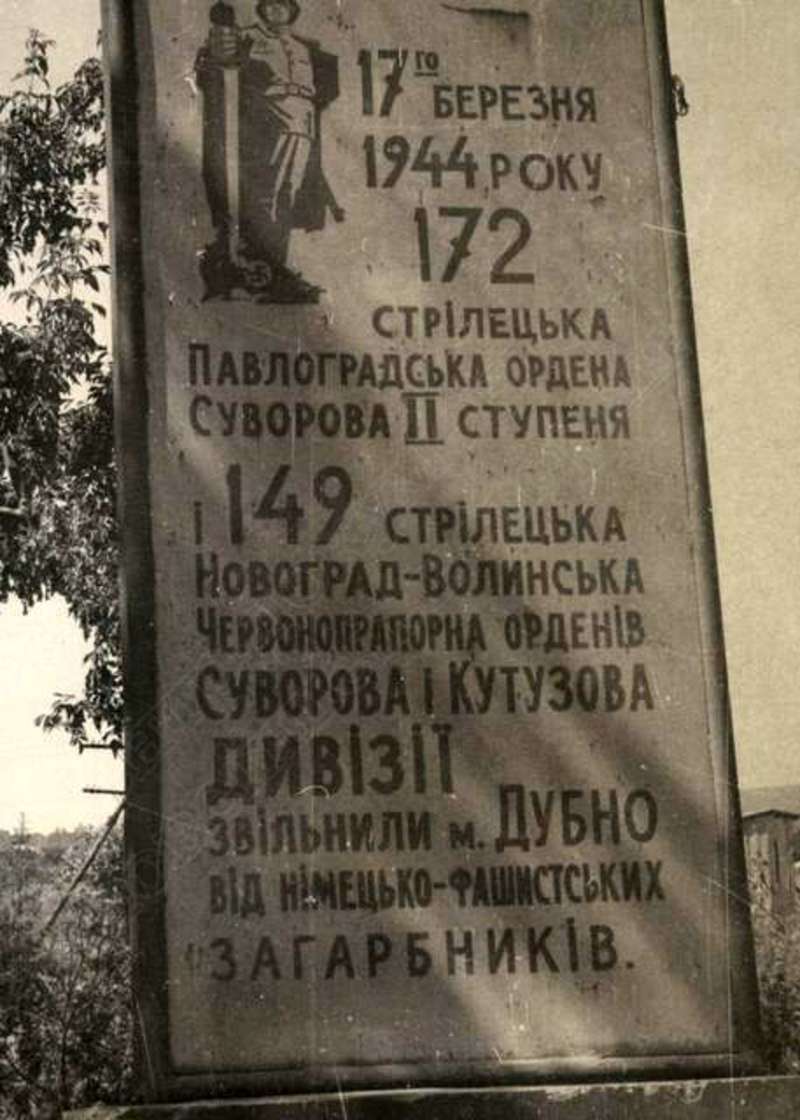 17го БЕРЕЗНЯ
1944 РОКУ
172
СТРІЛЕЦЬКА
ПАВЛОГРАДСЬКА ОРДЕНА
СУВОРОВА II СТУПЕНЯ
І 149 СТРІЛЕЦЬКА
НОВОГРАД-ВОЛИНСЬКА
ЧЕРВОНОПРАПОРНА ОРДЕНІВ
СУВОРОВА І КУТУЗОВА
ДИВІЗІЇ
ЗВІЛЬНИЛИ м. ДУБНО
ВІД НІМЕЦЬКО-ФАШИСТСЬКИХ
ЗАГАРБНИКІВ.